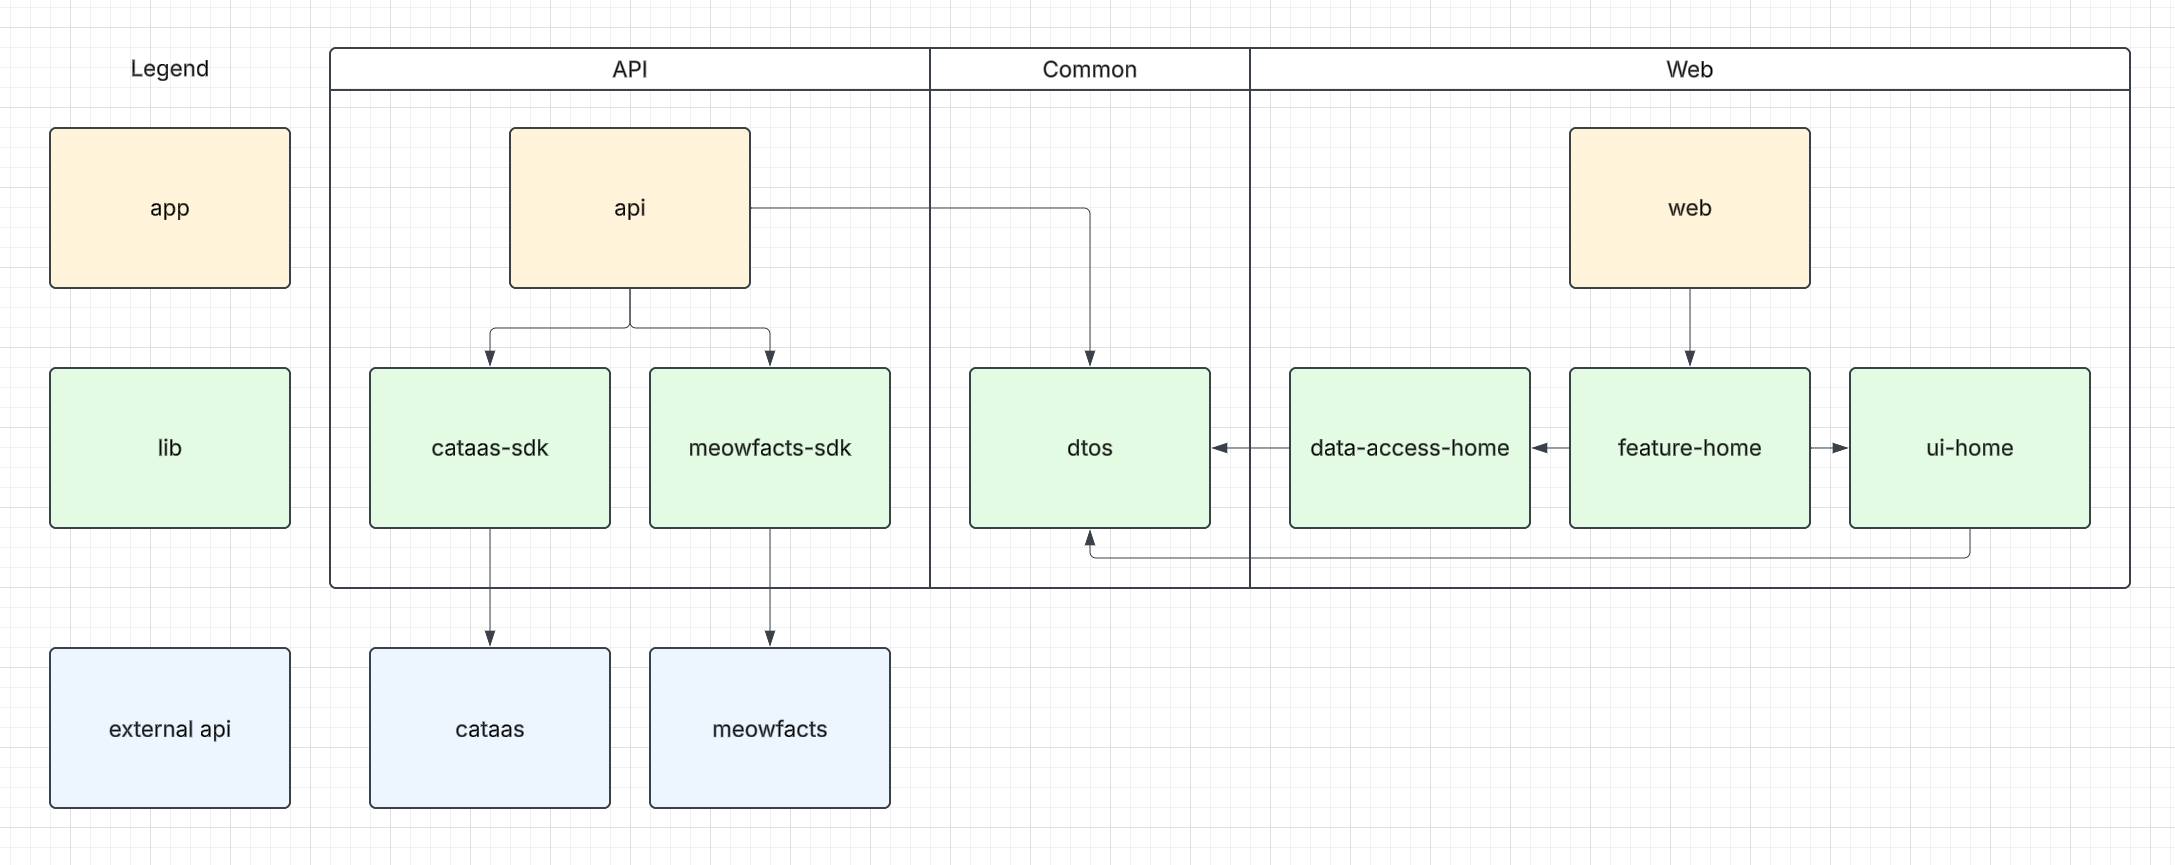 Legend
API
Common
Web
app
api
web
lib
cataas-sdk
meowfacts-sdk
dtos
data-access-home
feature-home
ui-home
external api
cataas
meowfacts